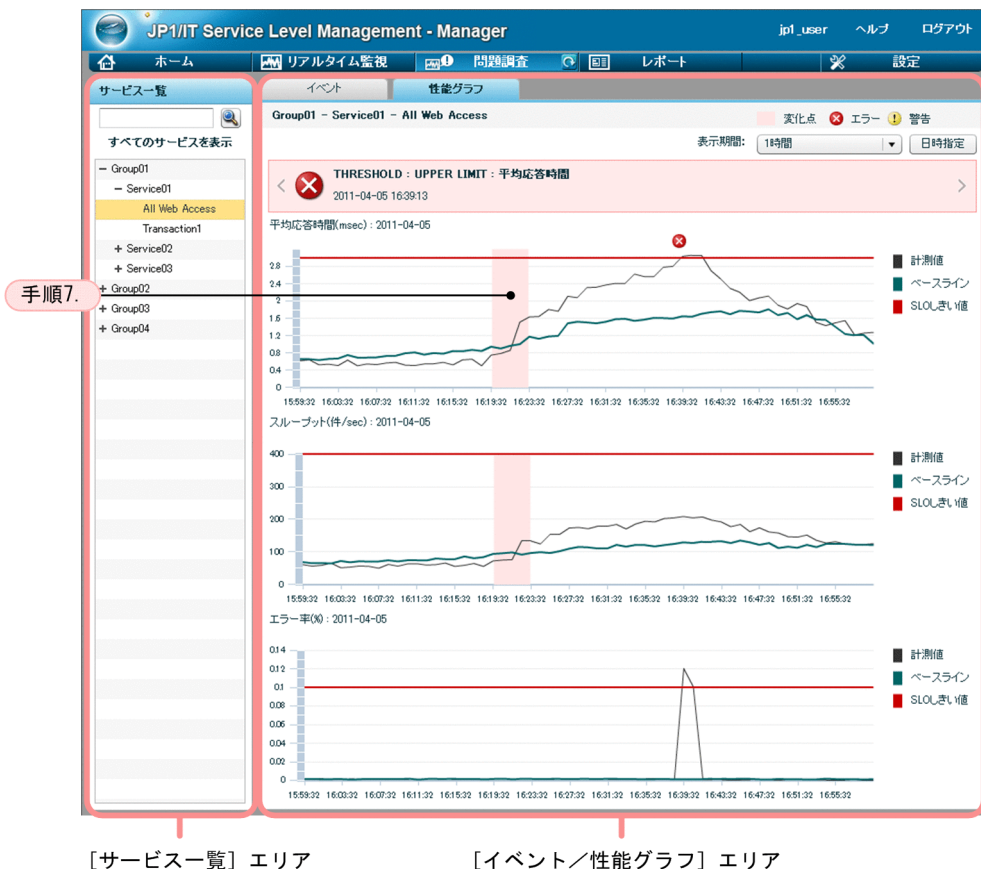 JP1/IT Service Level Management - Manager
jp1_user ヘルプ ログアウト
ホーム リアルタイム監視 問題調査 レポート 設定
サービス一覧
すべてのサービスを表示
− Group01
− Service01
All Web Access
Transaction1
+ Service02
+ Service03
+ Group02
+ Group03
+ Group04
手順7.
イベント 性能グラフ
Group01 - Service01 - All Web Access
変化点 エラー 警告
表示期間: 1時間 日時指定
THRESHOLD : UPPER LIMIT : 平均応答時間
2011-04-05 16:39:13
平均応答時間(msec) : 2011-04-05
2.8
2.4
2
1.6
1.2
0.8
0.4
0
15:59:32 16:03:32 16:07:32 16:11:32 16:15:32 16:19:32 16:23:32 16:27:32 16:31:32 16:35:32 16:39:32 16:43:32 16:47:32 16:51:32 16:55:32
計測値
ベースライン
SLOしきい値
スループット(件/sec) : 2011-04-05
400
300
200
100
0
15:59:32 16:03:32 16:07:32 16:11:32 16:15:32 16:19:32 16:23:32 16:27:32 16:31:32 16:35:32 16:39:32 16:43:32 16:47:32 16:51:32 16:55:32
計測値
ベースライン
SLOしきい値
エラー率(%) : 2011-04-05
0.14
0.12
0.1
0.08
0.06
0.04
0.02
0
15:59:32 16:03:32 16:07:32 16:11:32 16:15:32 16:19:32 16:23:32 16:27:32 16:31:32 16:35:32 16:39:32 16:43:32 16:47:32 16:51:32 16:55:32
計測値
ベースライン
SLOしきい値
[サービス一覧] エリア
[イベント／性能グラフ] エリア